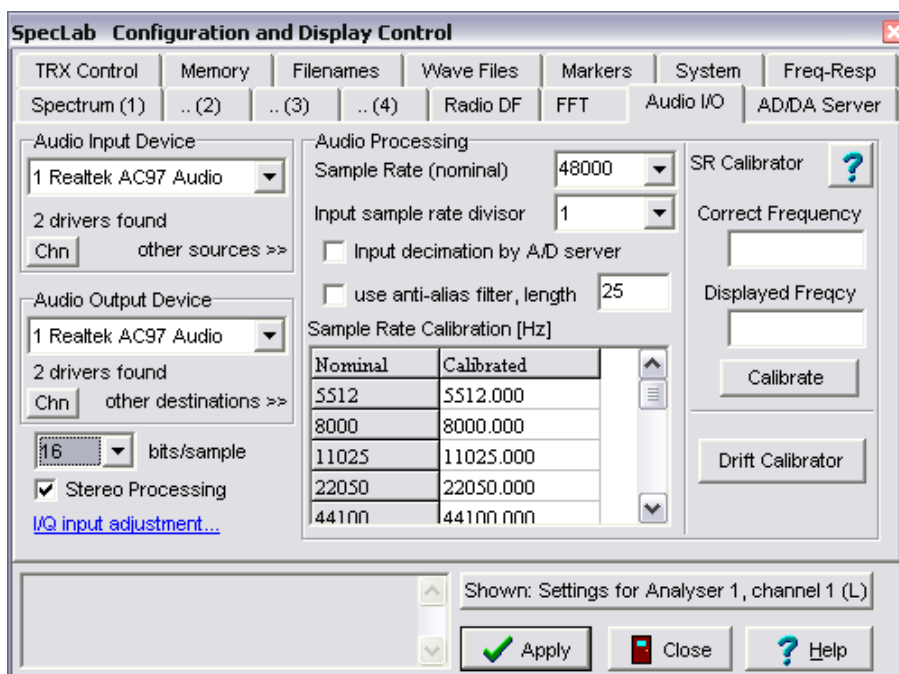 SpecLab Configuration and Display Control
TRX Control Memory Filenames Wave Files Markers System Freq-Resp
Spectrum (1) .. (2) .. (3) .. (4) Radio DF FFT Audio I/O AD/DA Server
Audio Input Device
1 Realtek AC97 Audio
2 drivers found
Chn other sources >>
Audio Output Device
1 Realtek AC97 Audio
2 drivers found
Chn other destinations >>
16 bits/sample
Stereo Processing
I/Q input adjustment...
Audio Processing
Sample Rate (nominal) 48000
Input sample rate divisor 1
Input decimation by A/D server
use anti-alias filter, length 25
Sample Rate Calibration [Hz]
Nominal Calibrated
5512 5512.000
8000 8000.000
11025 11025.000
22050 22050.000
44100 44100.000
SR Calibrator ?
Correct Frequency
Displayed Freqcy
Calibrate
Drift Calibrator
Shown: Settings for Analyser 1, channel 1 (L)
Apply Close ? Help